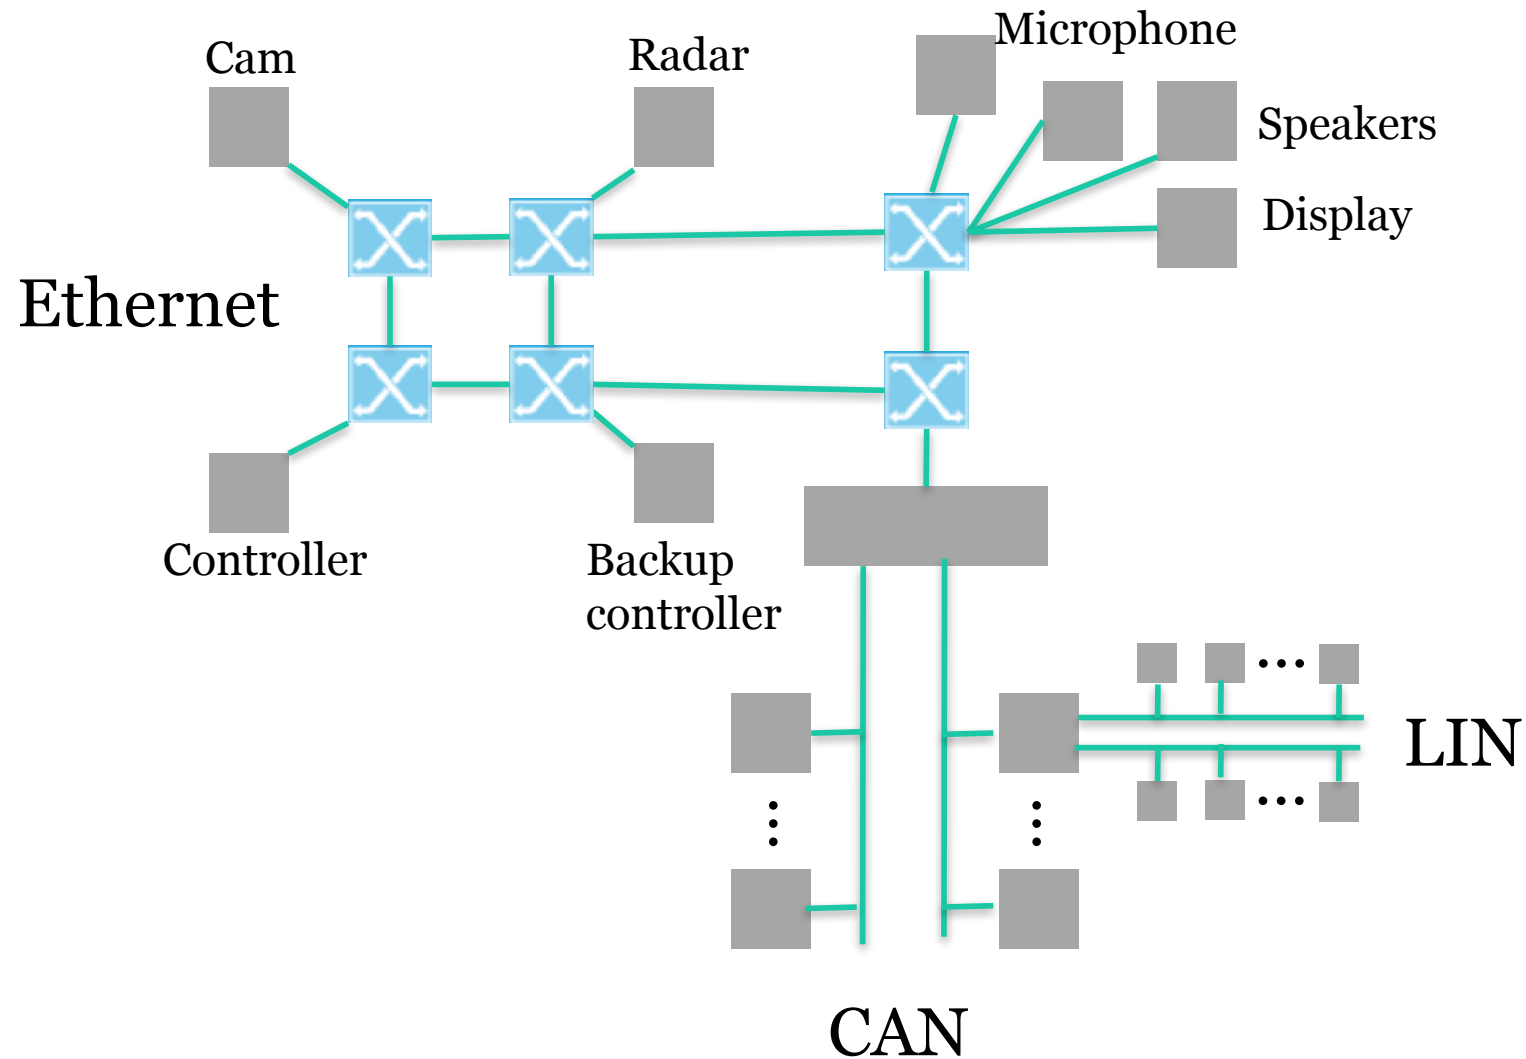 Microphone
Cam
Radar
Speakers
Display
Ethernet
Controller
Backup
controller
LIN
CAN